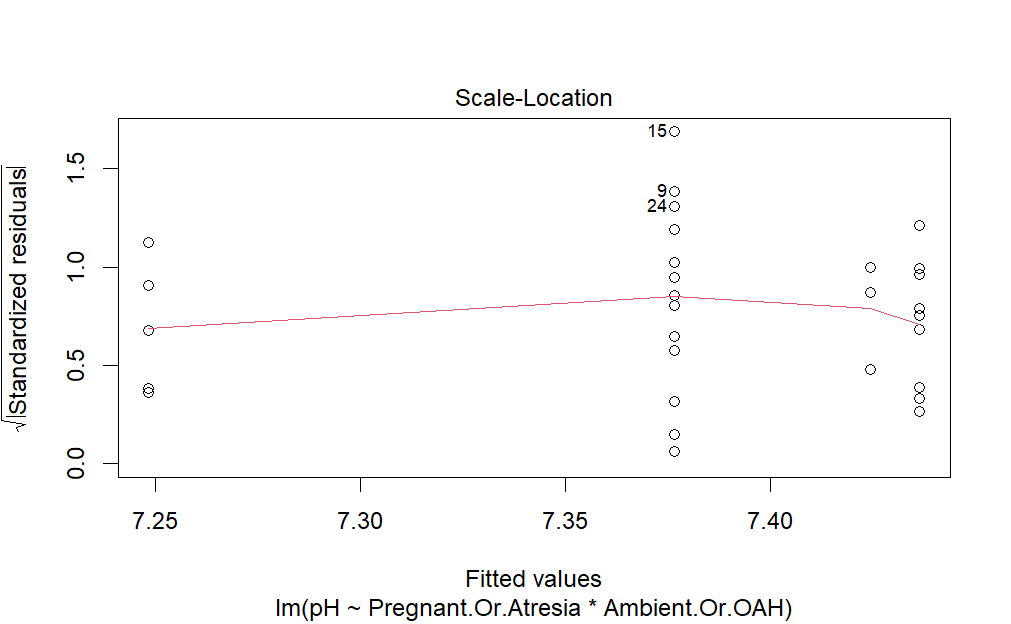 Scale-Location
√|Standardized residuals|
1.5
1.0
0.5
0.0
15
9
24
7.25 7.30 7.35 7.40
Fitted values
lm(pH ~ Pregnant.Or.Atresia * Ambient.Or.OAH)